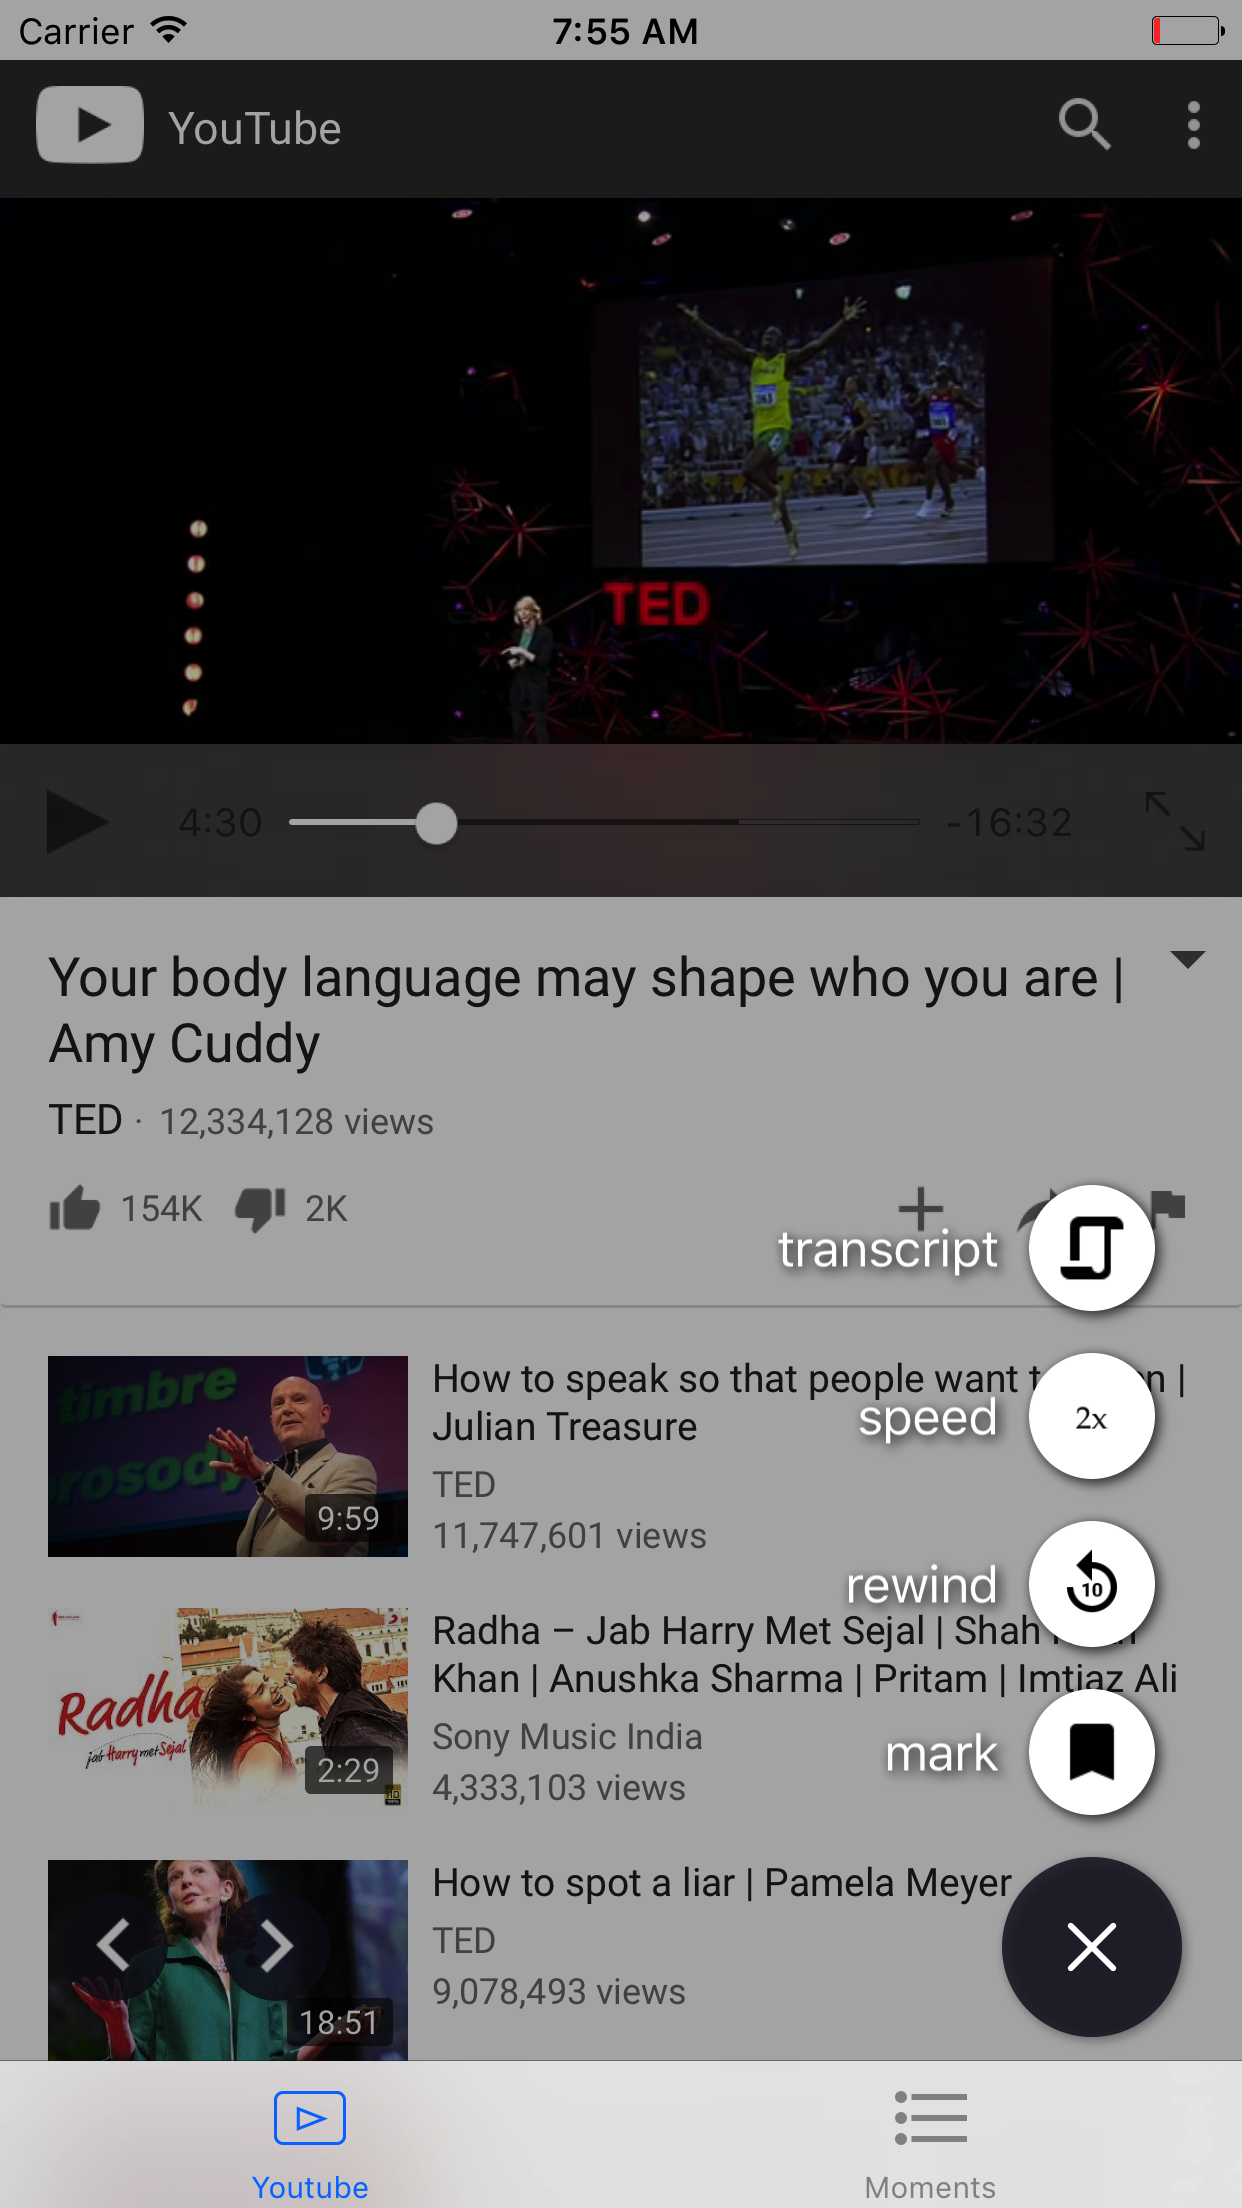 Carrier 7:55 AM
YouTube
TED
4:30 -16:32
Your body language may shape who you are |
Amy Cuddy
TED · 12,334,128 views
154K 2K
transcript
How to speak so that people want t n |
Julian Treasure
TED
11,747,601 views
timbre
prosody
9:59
speed 2x
rewind 10
Radha – Jab Harry Met Sejal | Shah
Khan | Anushka Sharma | Pritam | Imtiaz Ali
Sony Music India
4,333,103 views
Radha
jab Harry met Sejal
2:29
mark
How to spot a liar | Pamela Meyer
TED
9,078,493 views
18:51
Youtube Moments